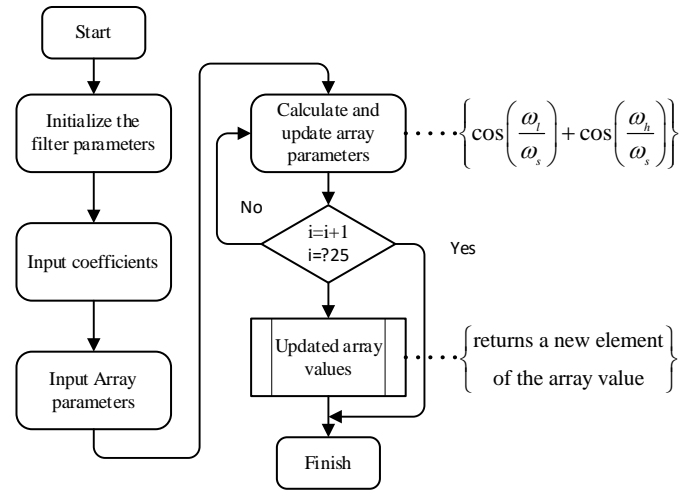 Start
Initialize the
filter parameters
Input coefficients
Input Array
parameters
Calculate and
update array
parameters
{cos(ω_l/ω_s) + cos(ω_h/ω_s)}
No
i=i+1
i=?25
Yes
Updated array
values
returns a new element
of the array value
Finish